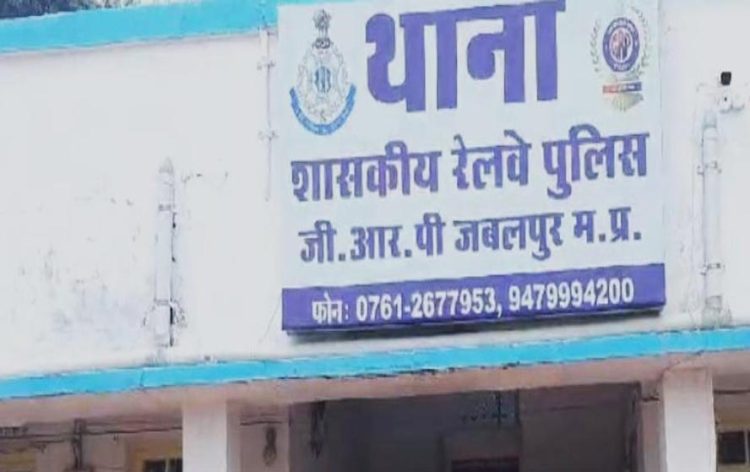 थाना
शासकीय रेलवे पुलिस
जी.आर.पी जबलपुर म.प्र.
फोनः 0761-2677953, 9479994200